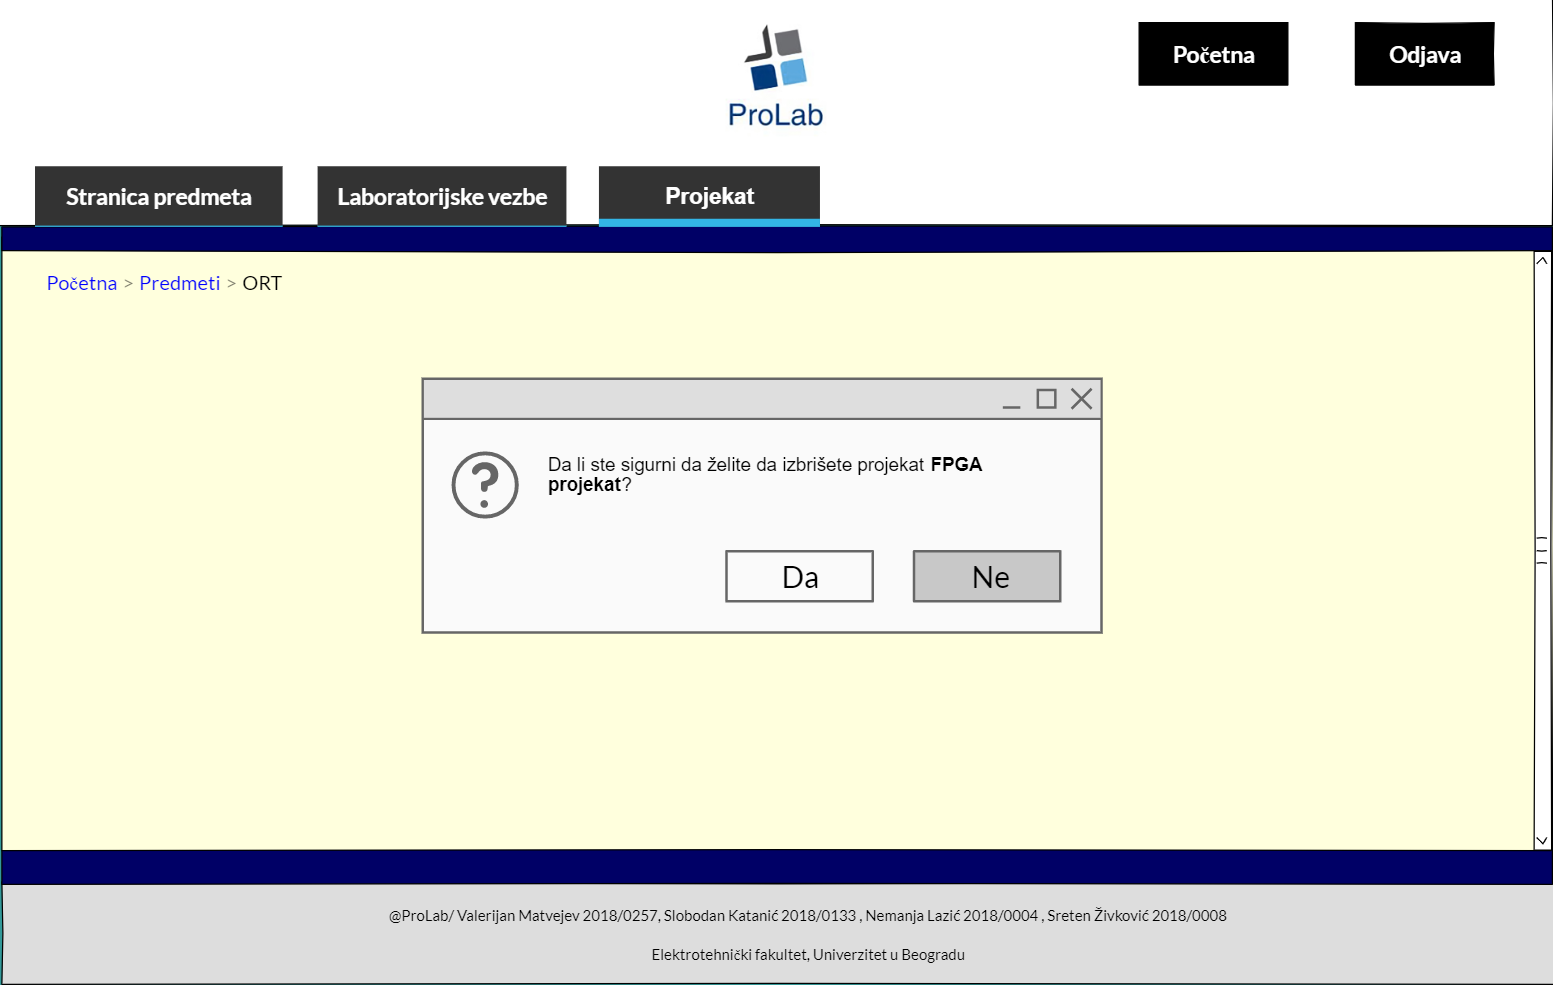 ProLab
Početna
Odjava
Stranica predmeta
Laboratorijske vezbe
Projekat
Početna > Predmeti > ORT
Da li ste sigurni da želite da izbrišete projekat FPGA
projekat?
Da
Ne
@ProLab/ Valerijan Matvejev 2018/0257, Slobodan Katanić 2018/0133 , Nemanja Lazić 2018/0004 , Sreten Živković 2018/0008
Elektrotehnički fakultet, Univerzitet u Beogradu